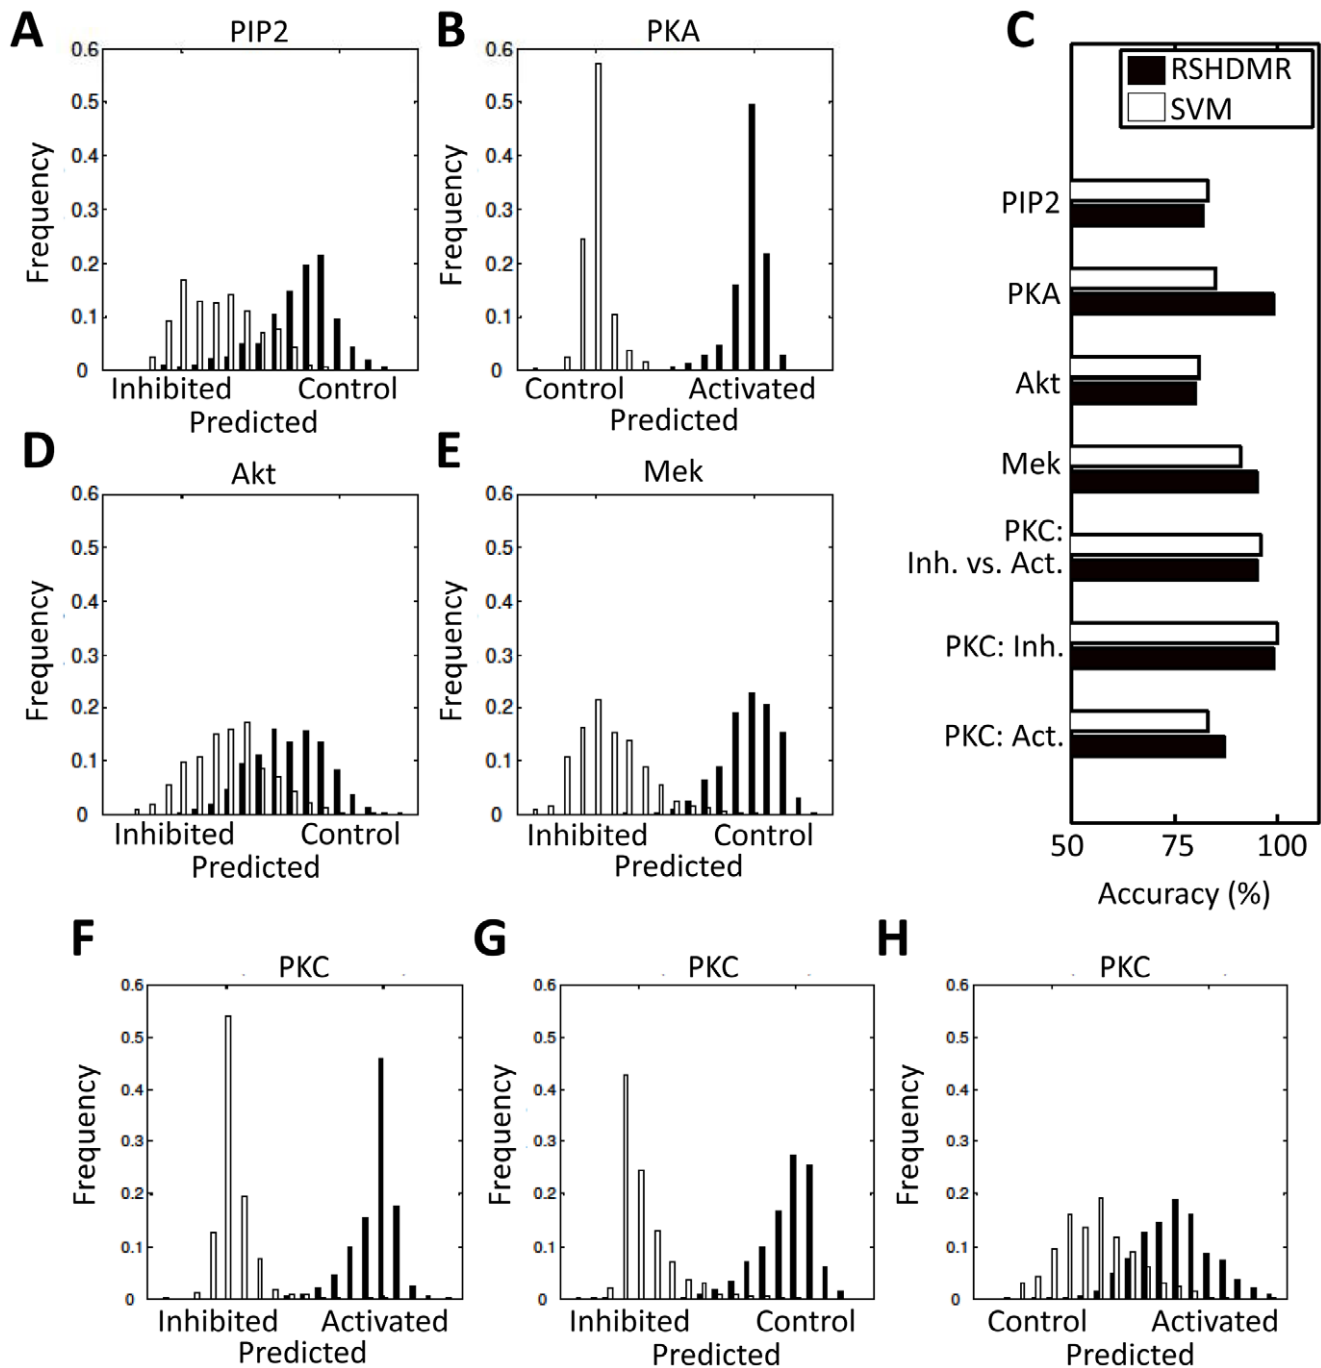 A
PIP2
0.6
0.5
0.4
0.3
0.2
0.1
0
Frequency
Inhibited
Control
Predicted
B
PKA
0.6
0.5
0.4
0.3
0.2
0.1
0
Frequency
Control
Activated
Predicted
C
RSHDMR
SVM
PIP2
PKA
Akt
Mek
PKC:
Inh. vs. Act.
PKC: Inh.
PKC: Act.
50
75
100
Accuracy (%)
D
Akt
0.6
0.5
0.4
0.3
0.2
0.1
0
Frequency
Inhibited
Control
Predicted
E
Mek
0.6
0.5
0.4
0.3
0.2
0.1
0
Frequency
Inhibited
Control
Predicted
F
PKC
0.6
0.5
0.4
0.3
0.2
0.1
0
Frequency
Inhibited
Activated
Predicted
G
PKC
0.6
0.5
0.4
0.3
0.2
0.1
0
Frequency
Inhibited
Control
Predicted
H
PKC
0.6
0.5
0.4
0.3
0.2
0.1
0
Frequency
Control
Activated
Predicted